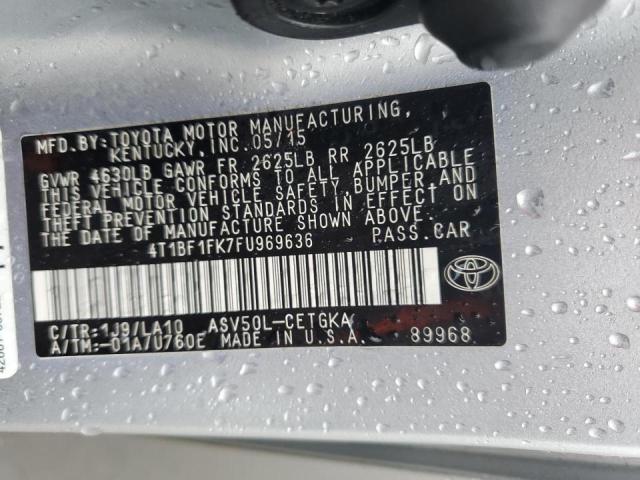 MFD.BY:TOYOTA MOTOR MANUFACTURING,
KENTUCKY,INC.05/15
GVWR 4630LB GAWR FR 2625LB RR 2625LB
THIS VEHICLE CONFORMS TO ALL APPLICABLE
FEDERAL MOTOR VEHICLE SAFETY,BUMPER AND
THEFT PREVENTION STANDARDS IN EFFECT ON
THE DATE OF MANUFACTURE SHOWN ABOVE.
4T1BF1FK7FU969636 PASS.CAR
C/TR:1J9/LA10 ASV50L-CETGKA
A/TM:-01A/U760E MADE IN U.S.A. 89968